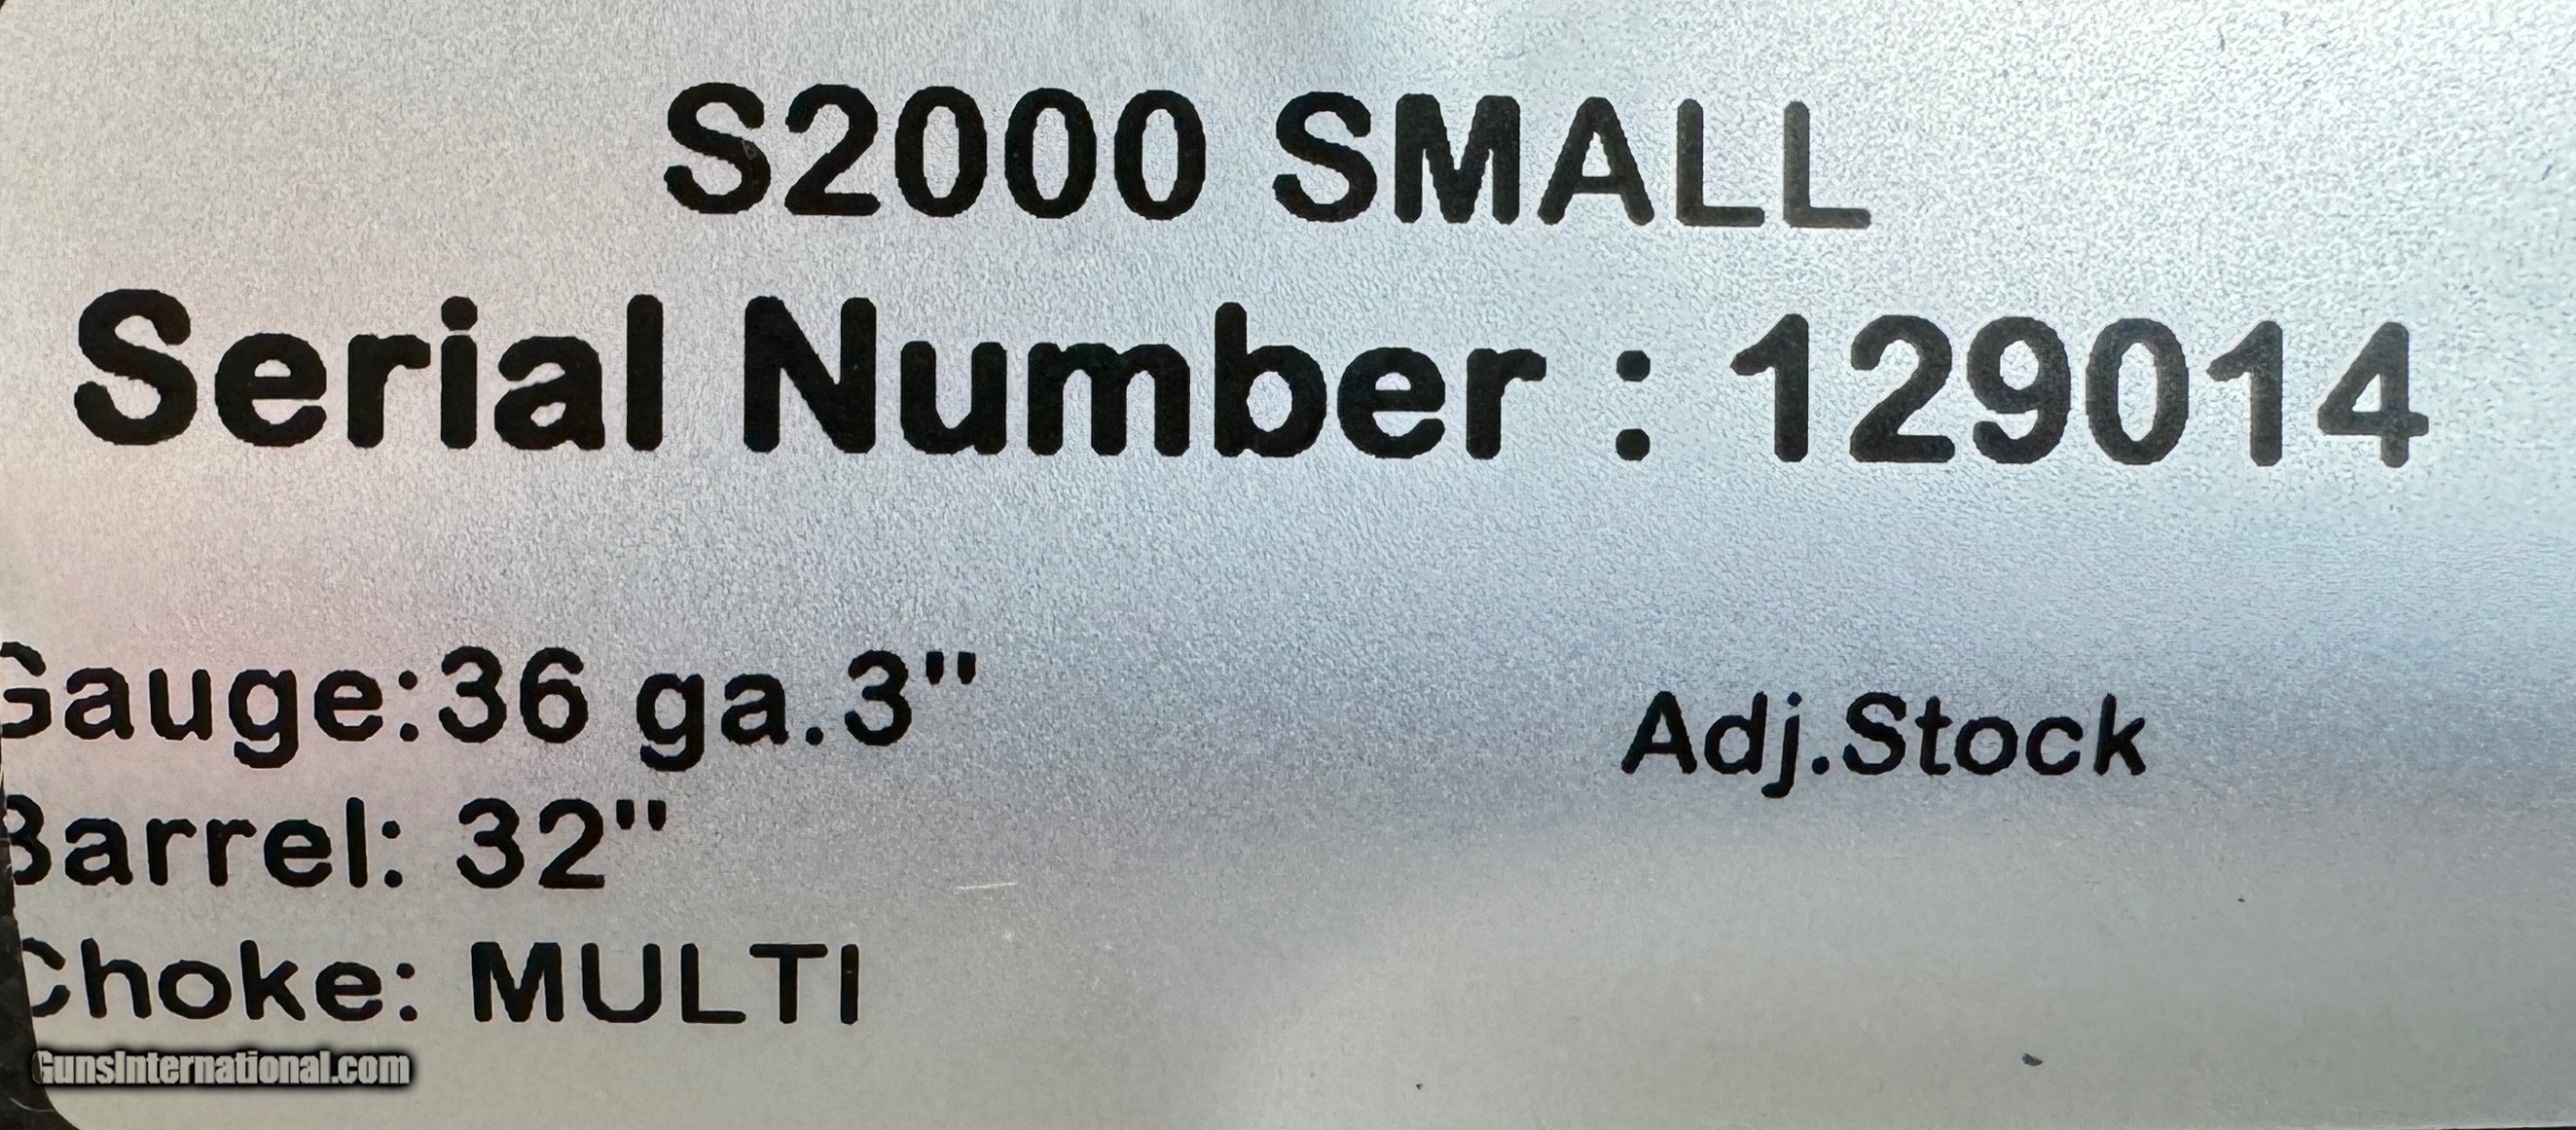 S2000 SMALL
Serial Number : 129014
Gauge:36 ga.3"
Adj.Stock
Barrel: 32"
Choke: MULTI
GunsInternational.com